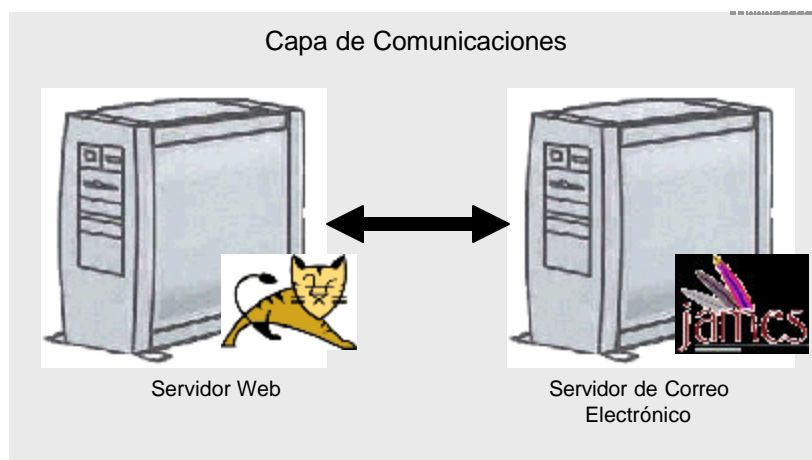 Capa de Comunicaciones
james
Servidor Web
Servidor de Correo
Electrónico